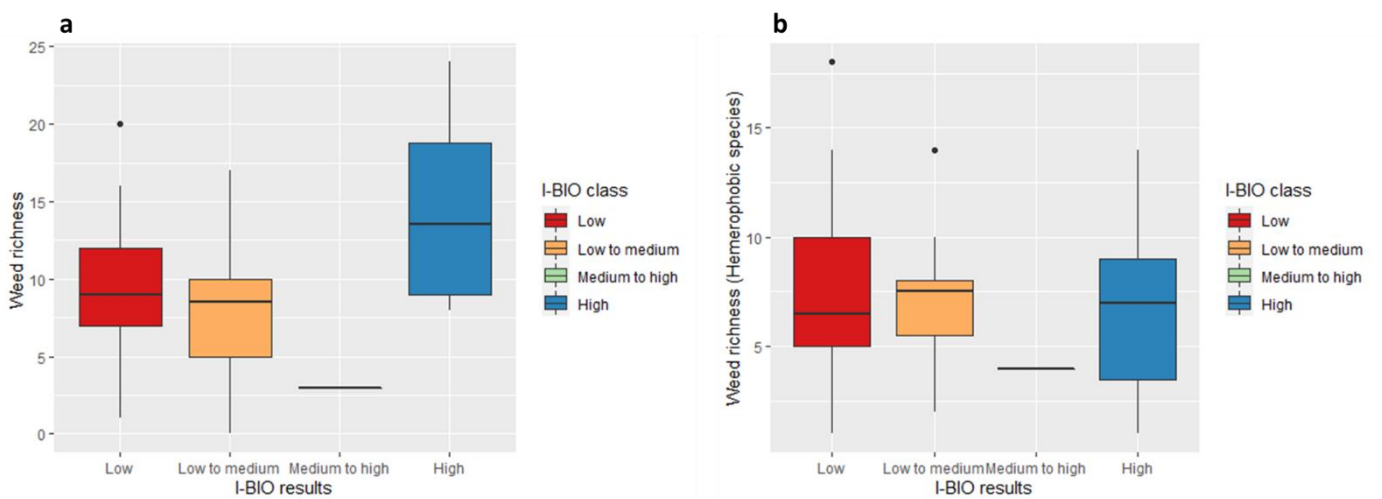 a
25
20
15
10
5
0
Weed richness
Low Low to medium Medium to high High
I-BIO results
I-BIO class
Low
Low to medium
Medium to high
High
b
15
10
5
Weed richness (Hemerophobic species)
Low Low to medium Medium to high High
I-BIO results
I-BIO class
Low
Low to medium
Medium to high
High